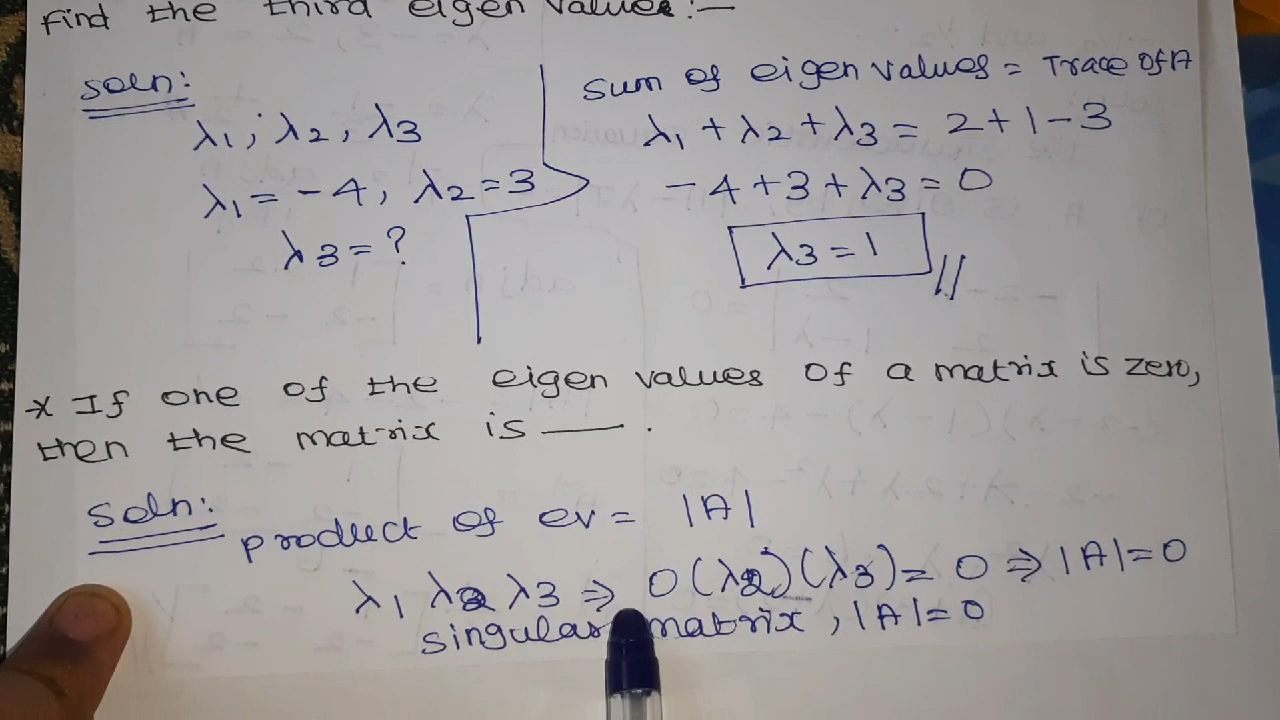 Find the third eigen values:-
soln:
λ1, λ2, λ3
λ1 = -4, λ2 = 3
λ3 = ?
Sum of eigen values = Trace of A
λ1 + λ2 + λ3 = 2+1-3
-4+3+λ3 = 0
λ3 = 1 //
* If one of the eigen values of a matrix is zero,
then the matrix is ___.
Soln:
product of ev = |A|
λ1 λ2 λ3 ⇒ 0(λ2)(λ3) = 0 ⇒ |A|=0
singular matrix, |A|=0